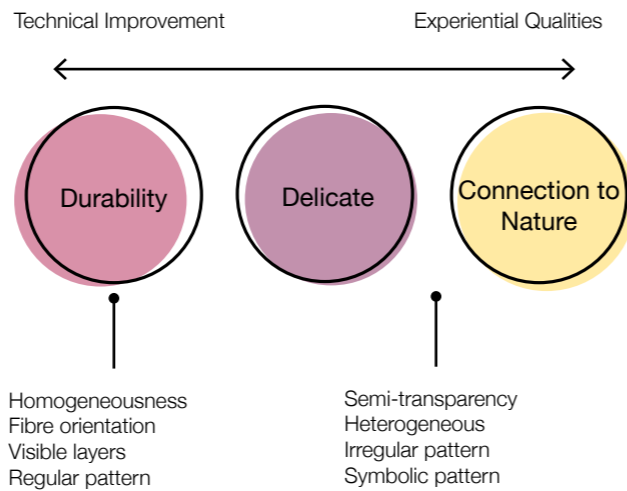 Technical Improvement
Experiential Qualities
Durability
Delicate
Connection to
Nature
Homogeneousness
Fibre orientation
Visible layers
Regular pattern
Semi-transparency
Heterogeneous
Irregular pattern
Symbolic pattern